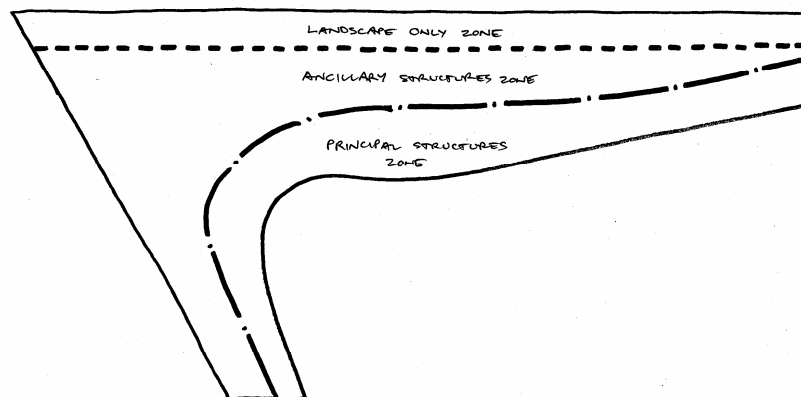 LANDSCAPE ONLY ZONE
ANCILLARY STRUCTURES ZONE
PRINCIPAL STRUCTURES
ZONE